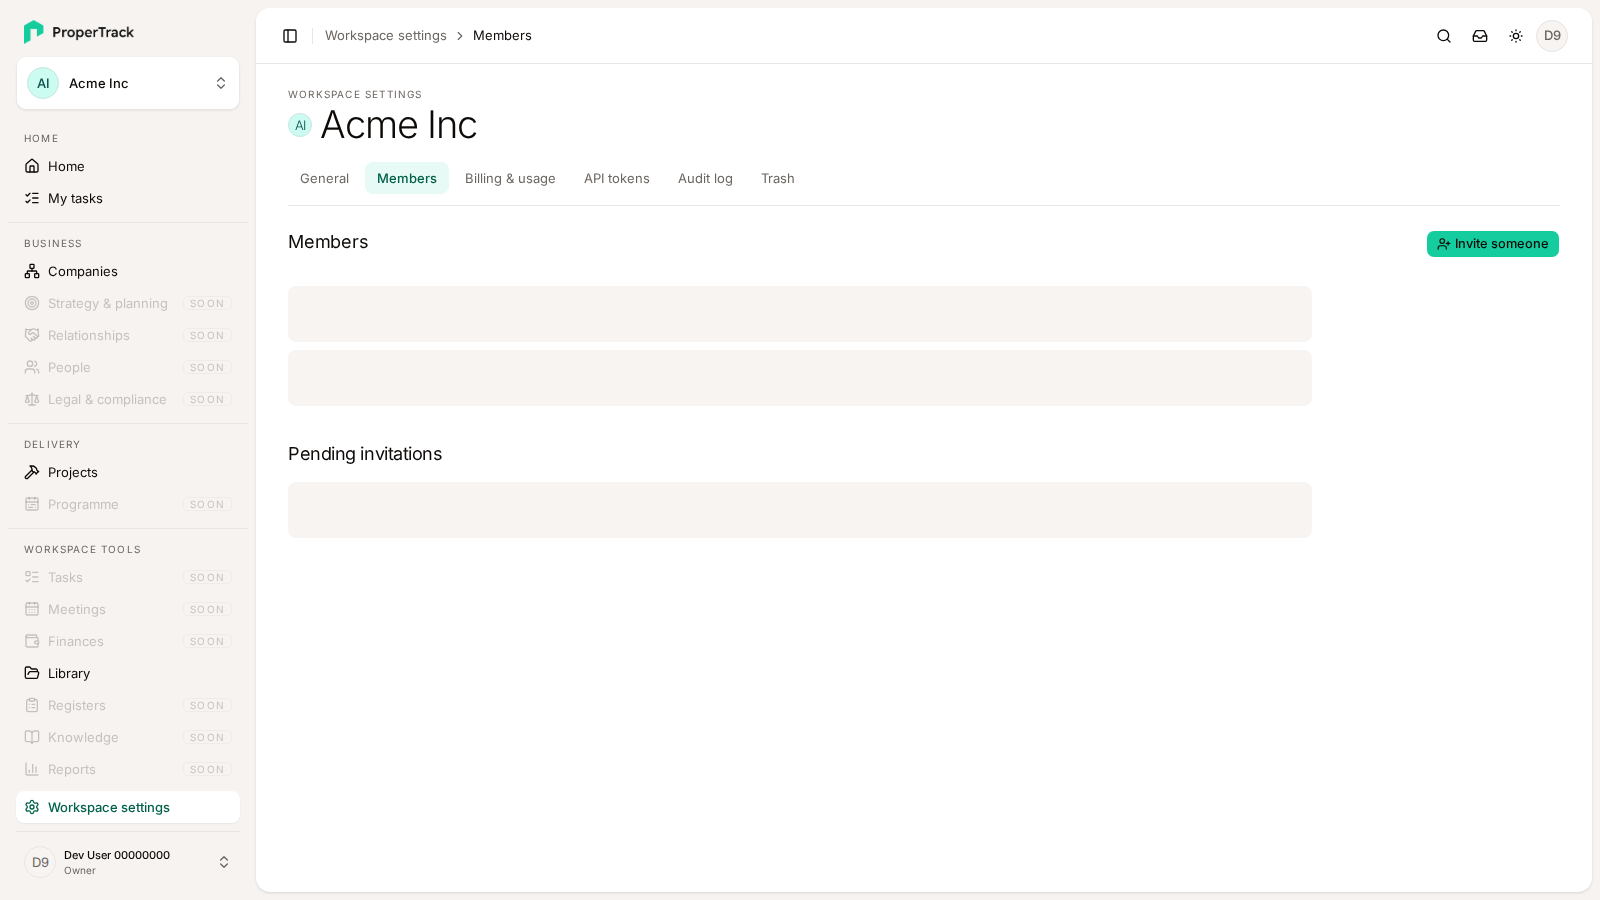 ProperTrack
AI
Acme Inc
HOME
Home
My tasks
BUSINESS
Companies
Strategy & planning SOON
Relationships SOON
People SOON
Legal & compliance SOON
DELIVERY
Projects
Programme SOON
WORKSPACE TOOLS
Tasks SOON
Meetings SOON
Finances SOON
Library
Registers SOON
Knowledge SOON
Reports SOON
Workspace settings
D9
Dev User 00000000
Owner
Workspace settings Members
D9
WORKSPACE SETTINGS
AI Acme Inc
General Members Billing & usage API tokens Audit log Trash
Members
Invite someone
Pending invitations